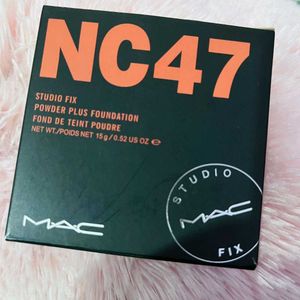 NC47
STUDIO FIX
POWDER PLUS FOUNDATION
FOND DE TEINT POUDRE
NET WT./POIDS NET 15g/0.52 US OZ ℮
MAC
STUDIO
MAC
FIX